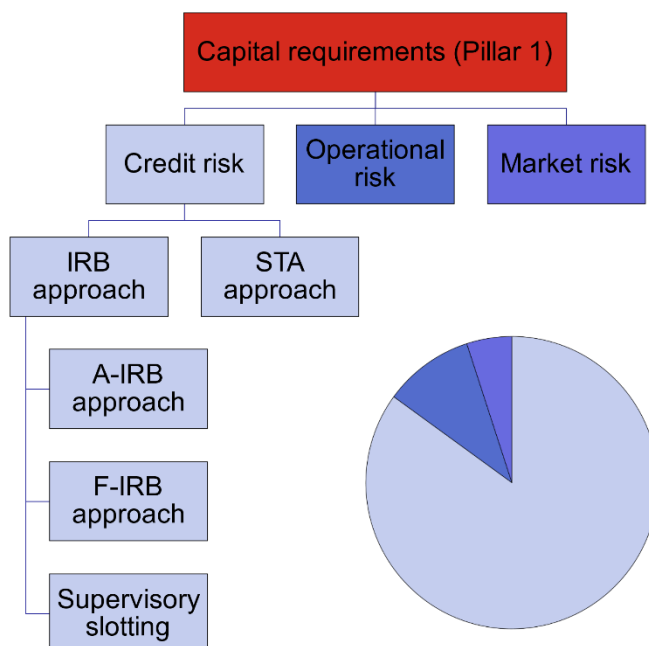 Capital requirements (Pillar 1)
Credit risk
Operational
risk
Market risk
IRB
approach
STA
approach
A-IRB
approach
F-IRB
approach
Supervisory
slotting